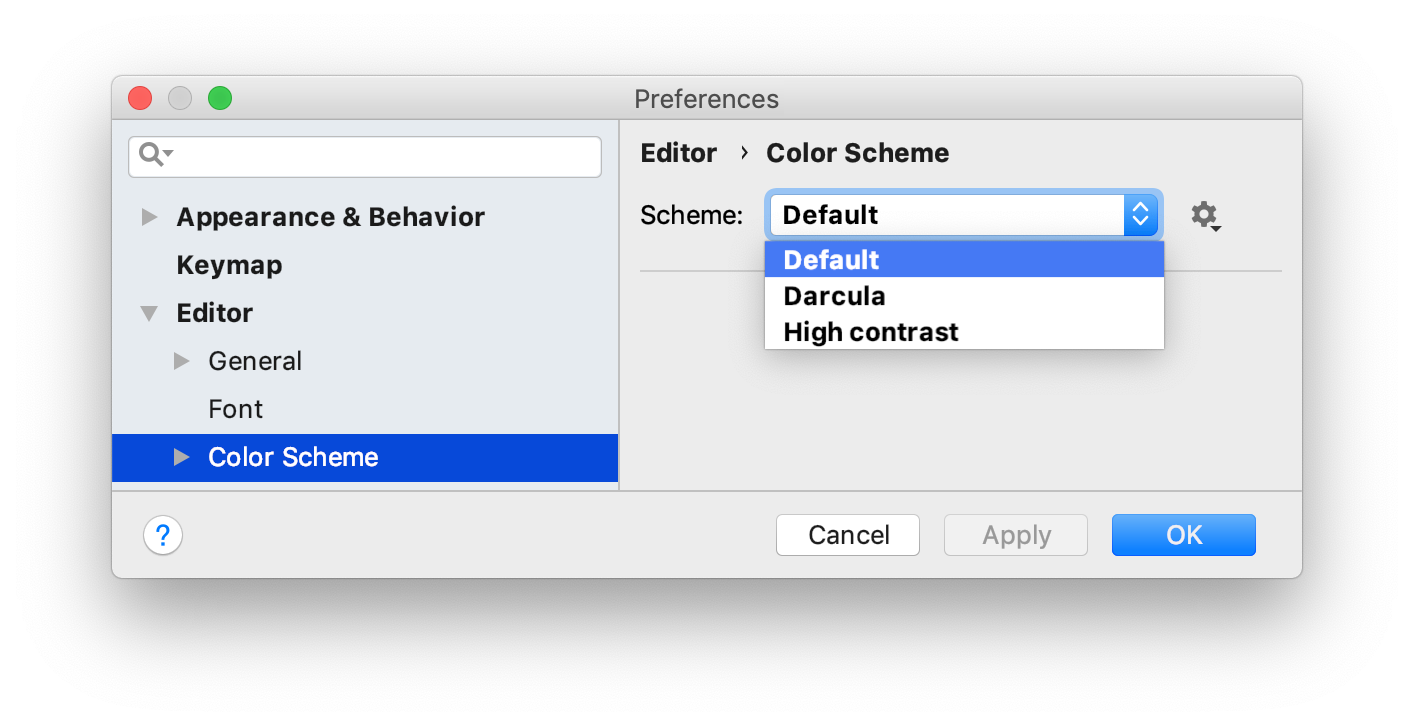 Preferences
Appearance & Behavior
Keymap
Editor
General
Font
Color Scheme
Editor › Color Scheme
Scheme: Default
Default
Darcula
High contrast
?
Cancel
Apply
OK